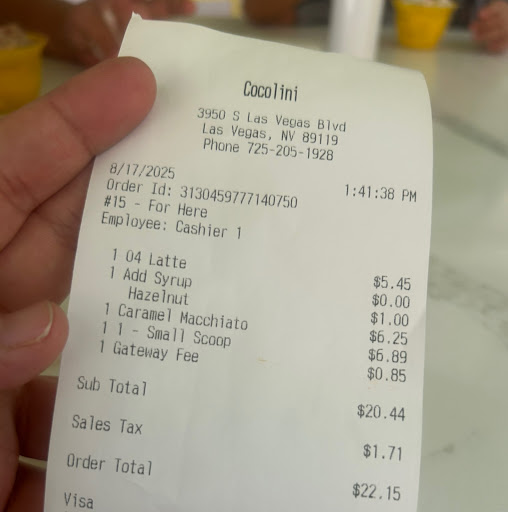 Cocolini
3950 S Las Vegas Blvd
Las Vegas, NV 89119
Phone 725-205-1928
8/17/2025 1:41:38 PM
Order Id: 3130459777140750
#15 - For Here
Employee: Cashier 1
1 04 Latte $5.45
1 Add Syrup $0.00
Hazelnut $1.00
1 Caramel Macchiato $6.25
1 1 - Small Scoop $6.89
1 Gateway Fee $0.85
Sub Total $20.44
Sales Tax $1.71
Order Total $22.15
Visa